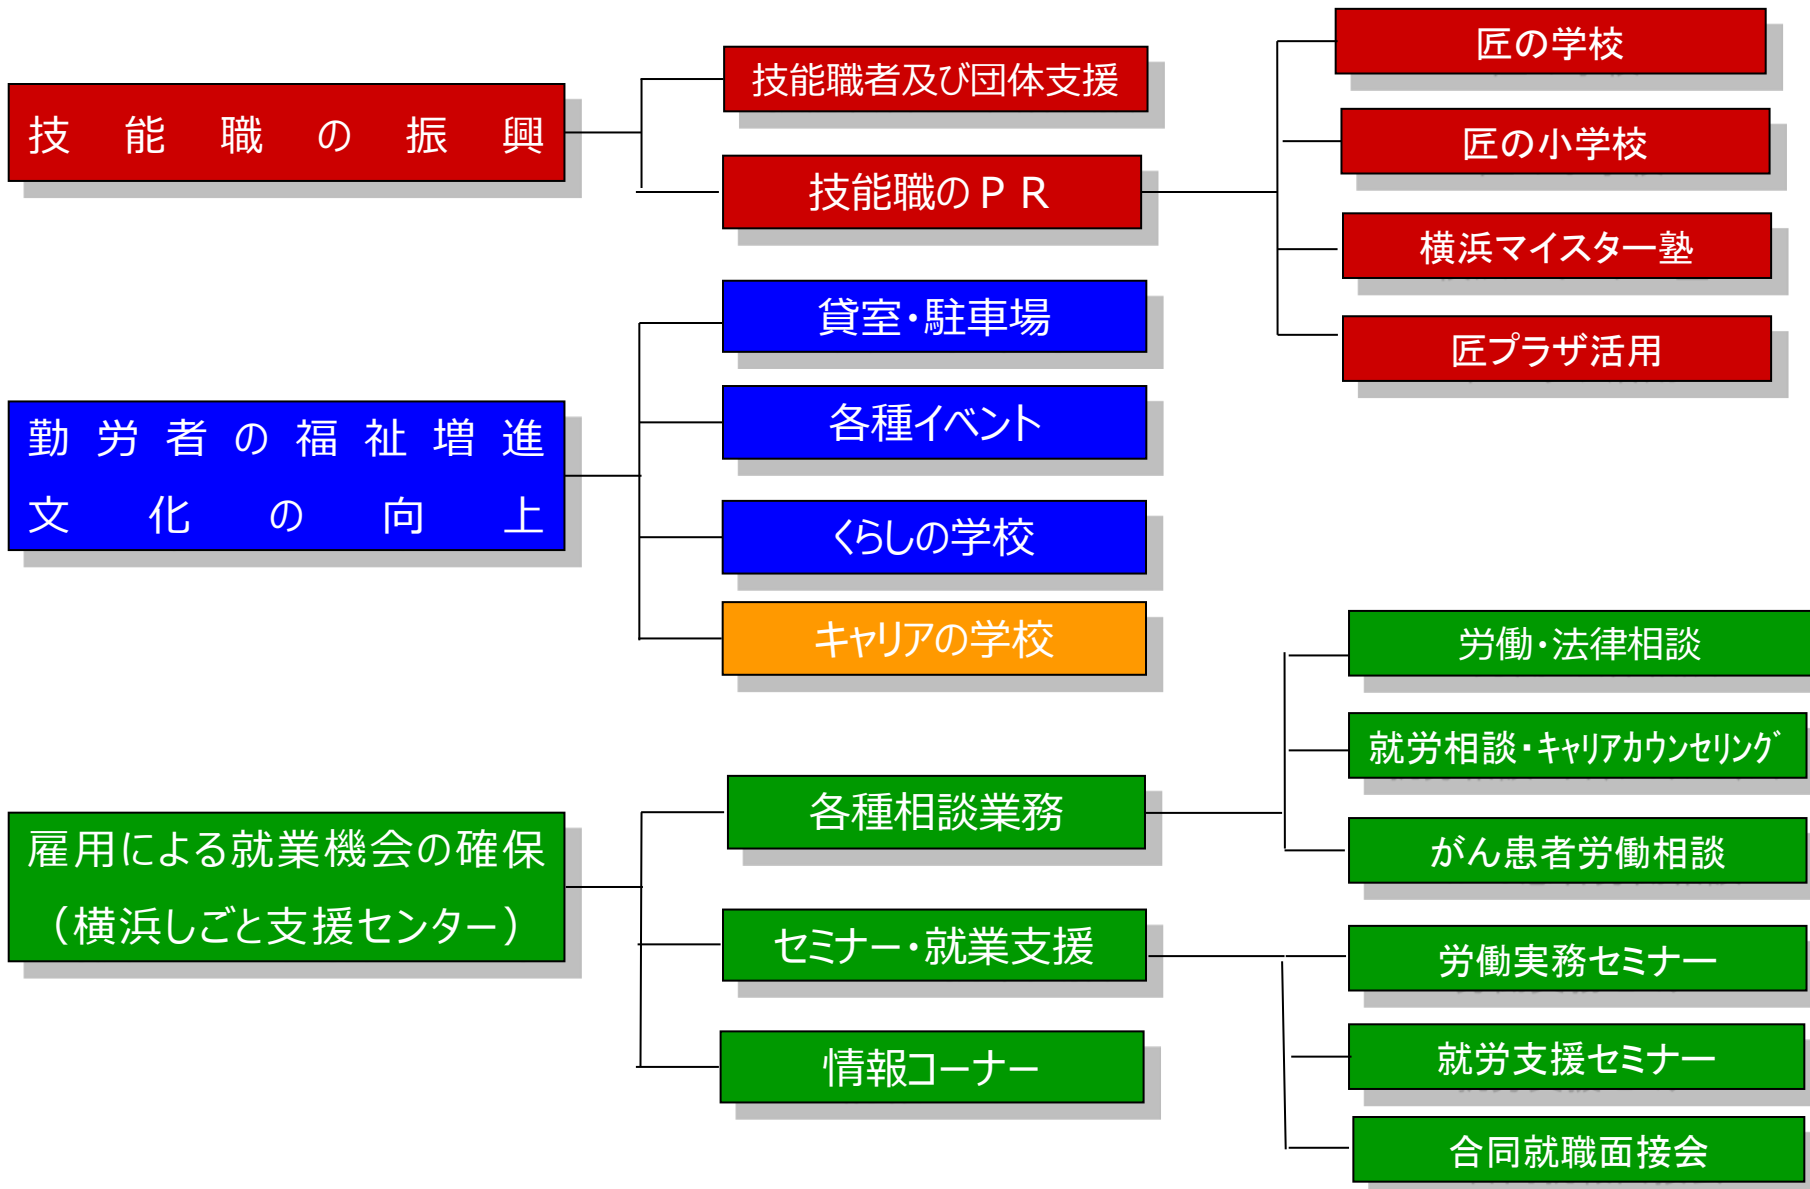 技能職の振興
技能職者及び団体支援
技能職のＰＲ
匠の学校
匠の小学校
横浜マイスター塾
匠プラザ活用
勤労者の福祉増進
文化の向上
貸室・駐車場
各種イベント
くらしの学校
キャリアの学校
雇用による就業機会の確保
（横浜しごと支援センター）
各種相談業務
労働・法律相談
就労相談・ｷｬﾘｱｶｳﾝｾﾘﾝｸﾞ
がん患者労働相談
セミナー・就業支援
労働実務セミナー
就労支援セミナー
合同就職面接会
情報コーナー